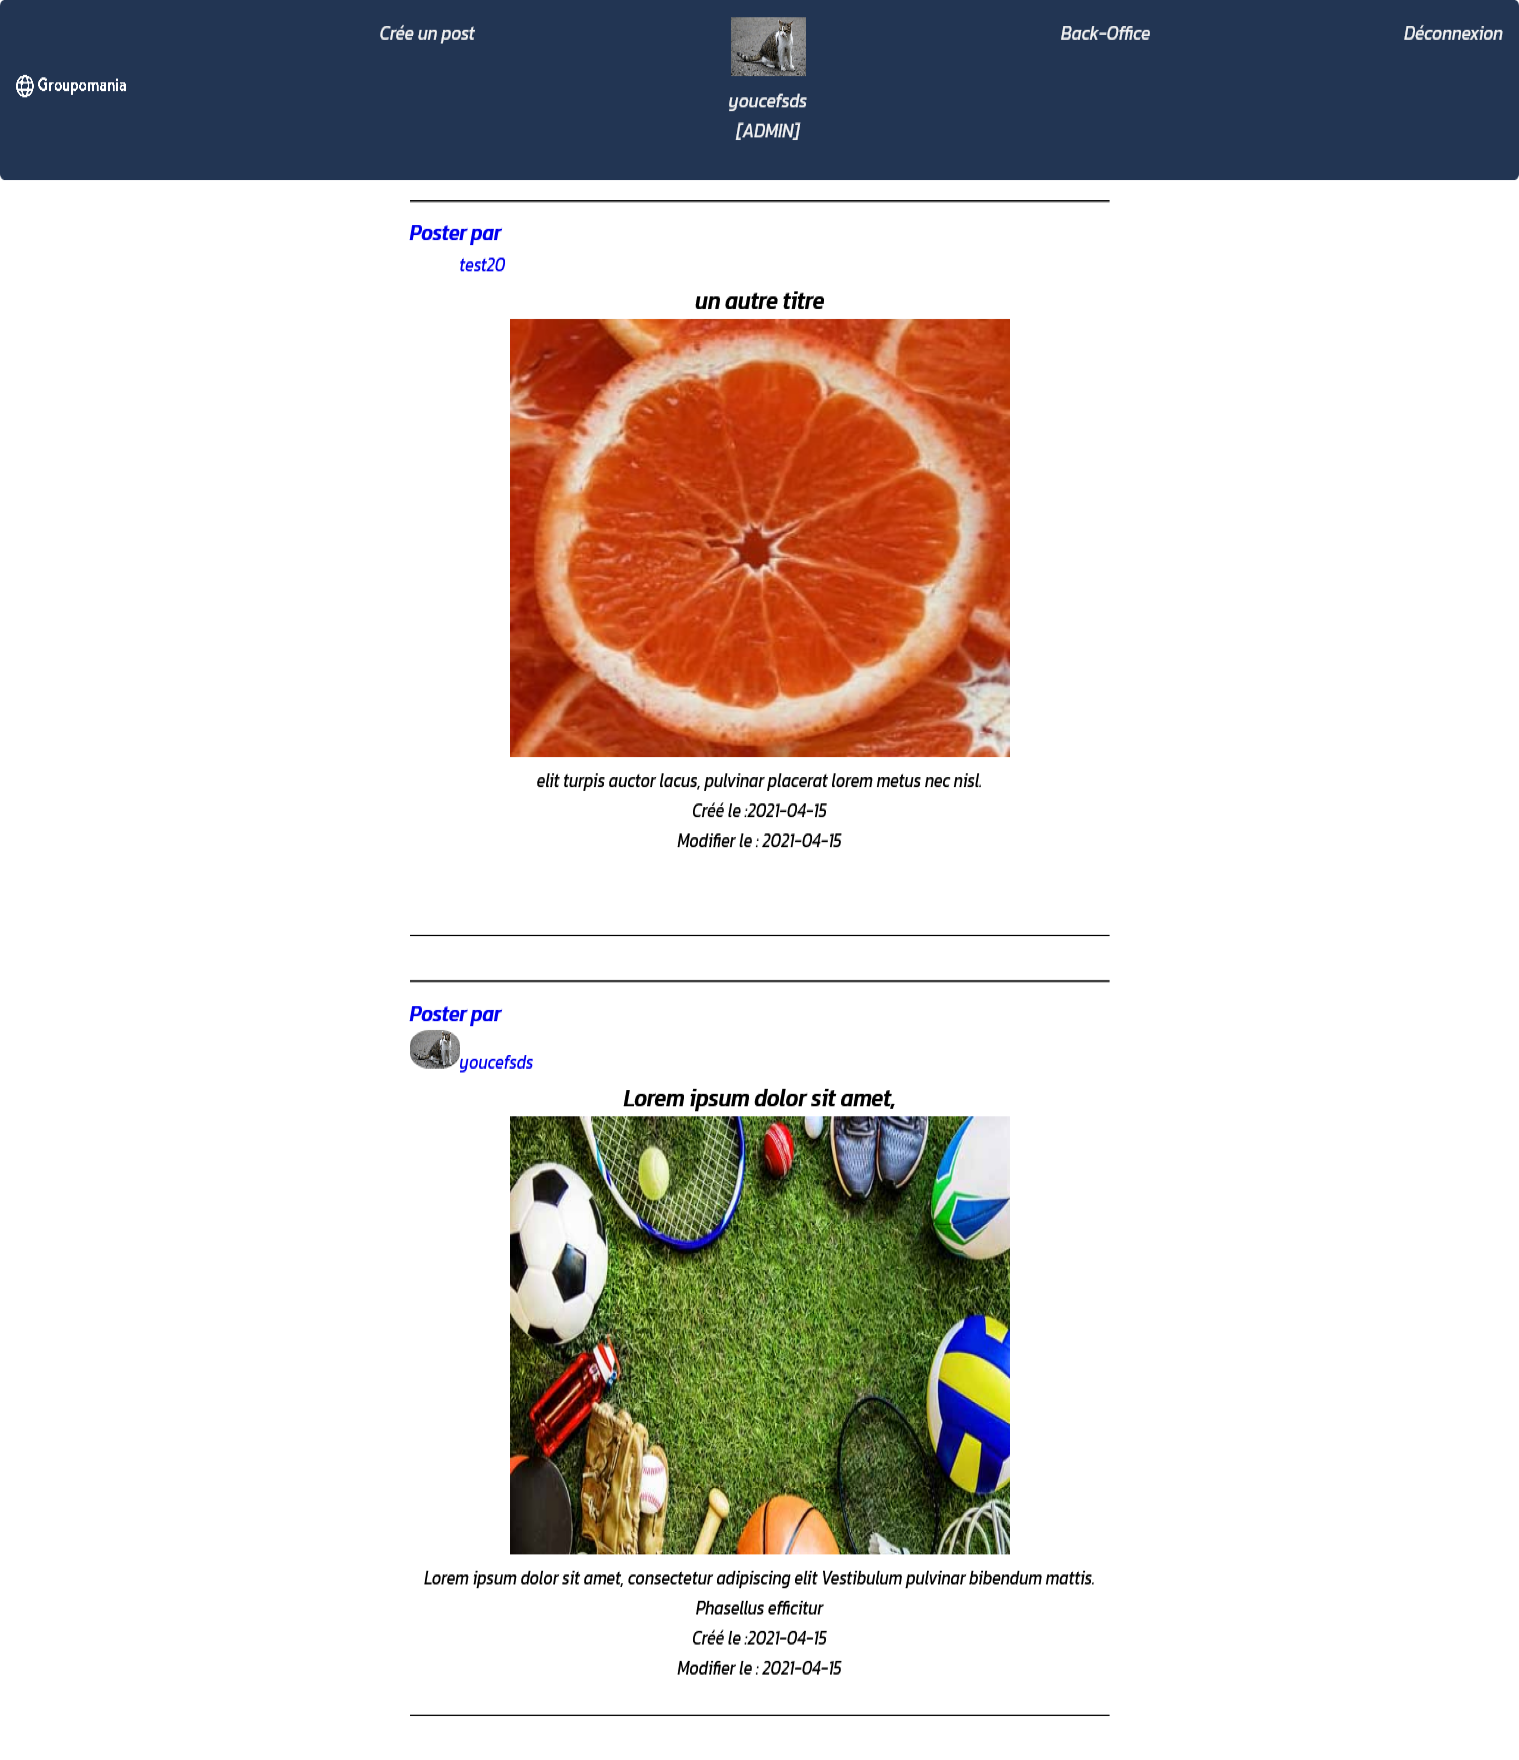 Crée un post
Back-Office
Déconnexion
Groupomania
youcefsds
[ADMIN]
Poster par
test20
un autre titre
elit turpis auctor lacus, pulvinar placerat lorem metus nec nisl.
Créé le :2021-04-15
Modifier le : 2021-04-15
Poster par
youcefsds
Lorem ipsum dolor sit amet,
Lorem ipsum dolor sit amet, consectetur adipiscing elit Vestibulum pulvinar bibendum mattis.
Phasellus efficitur
Créé le :2021-04-15
Modifier le : 2021-04-15